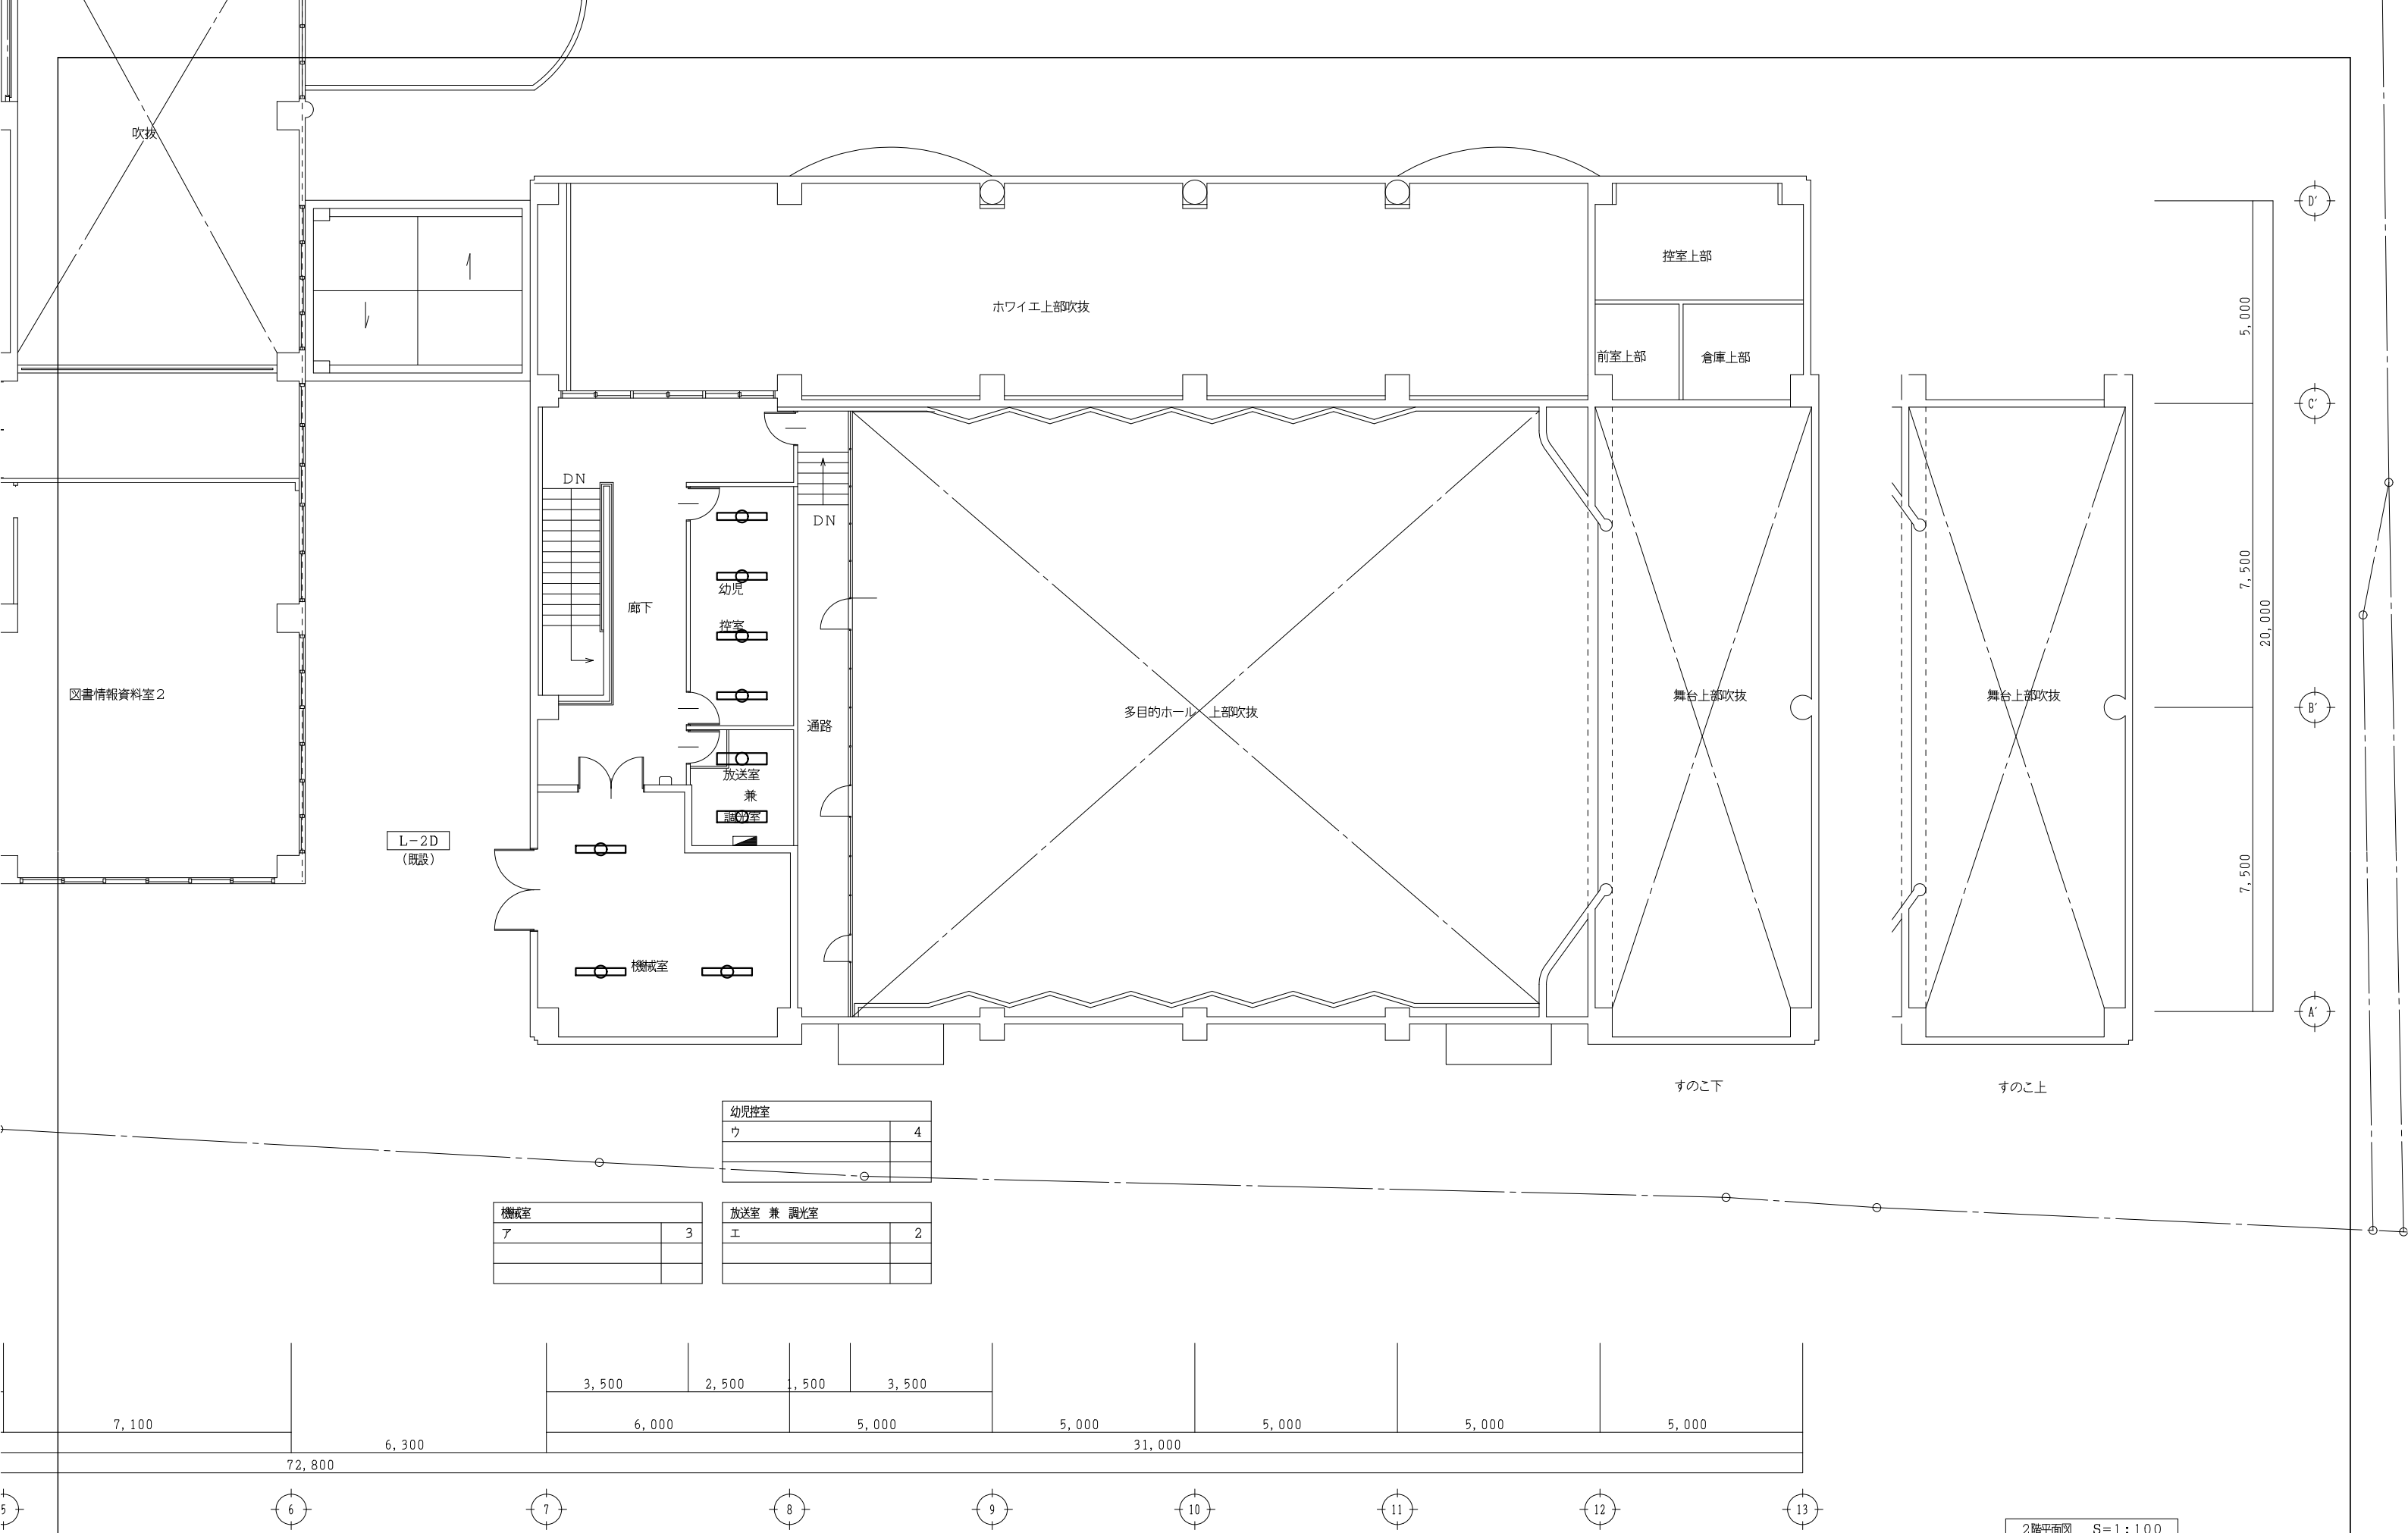 吹抜
D'
控室上部
ホワイエ上部吹抜
5,000
前室上部
倉庫上部
C'
DN
DN
幼児
控室
廊下
7,500
20,000
図書情報資料室2
通路
多目的ホール 上部吹抜
舞台上部吹抜
舞台上部吹抜
B'
放送室
兼
調光室
L-2D
(既設)
7,500
機械室
A'
すのこ下
すのこ上
幼児控室
ウ 4
機械室
ア 3
放送室 兼 調光室
エ 2
3,500 2,500 1,500 3,500
7,100 6,000 5,000 5,000 5,000 5,000 5,000
6,300 31,000
72,800
5 6 7 8 9 10 11 12 13
2階平面図 S=1:100